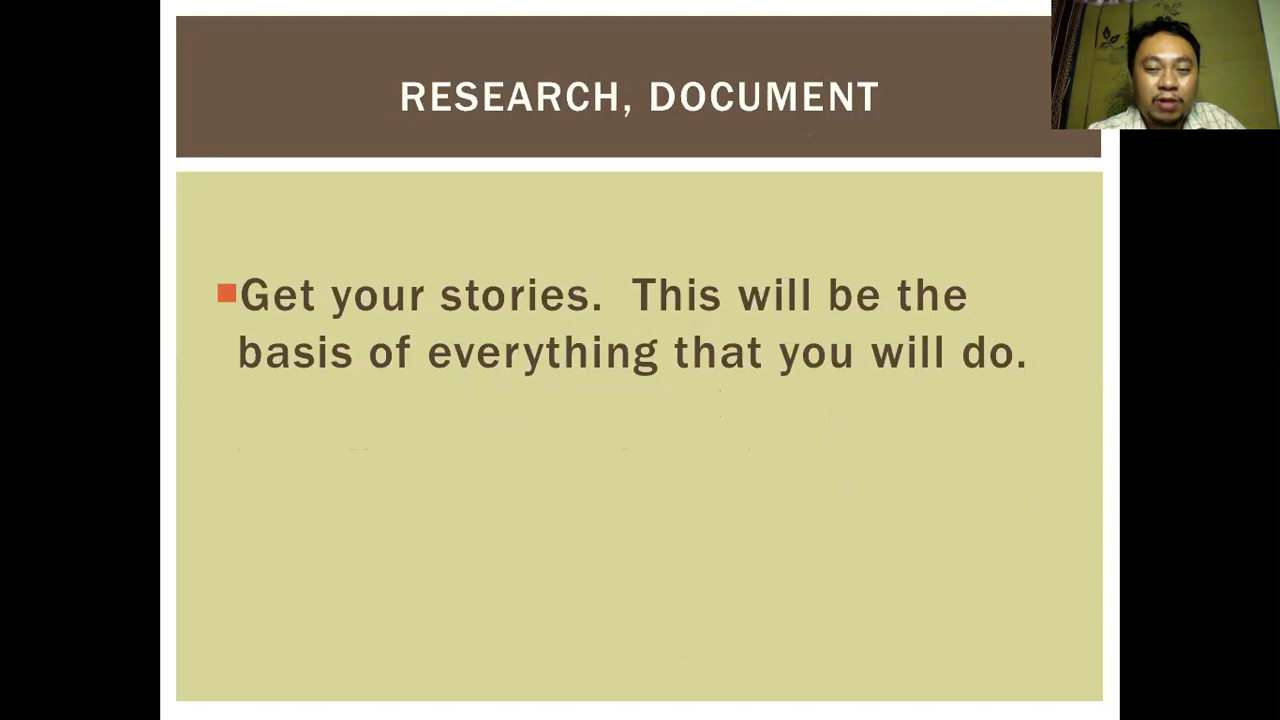 RESEARCH, DOCUMENT
Get your stories.  This will be the
basis of everything that you will do.